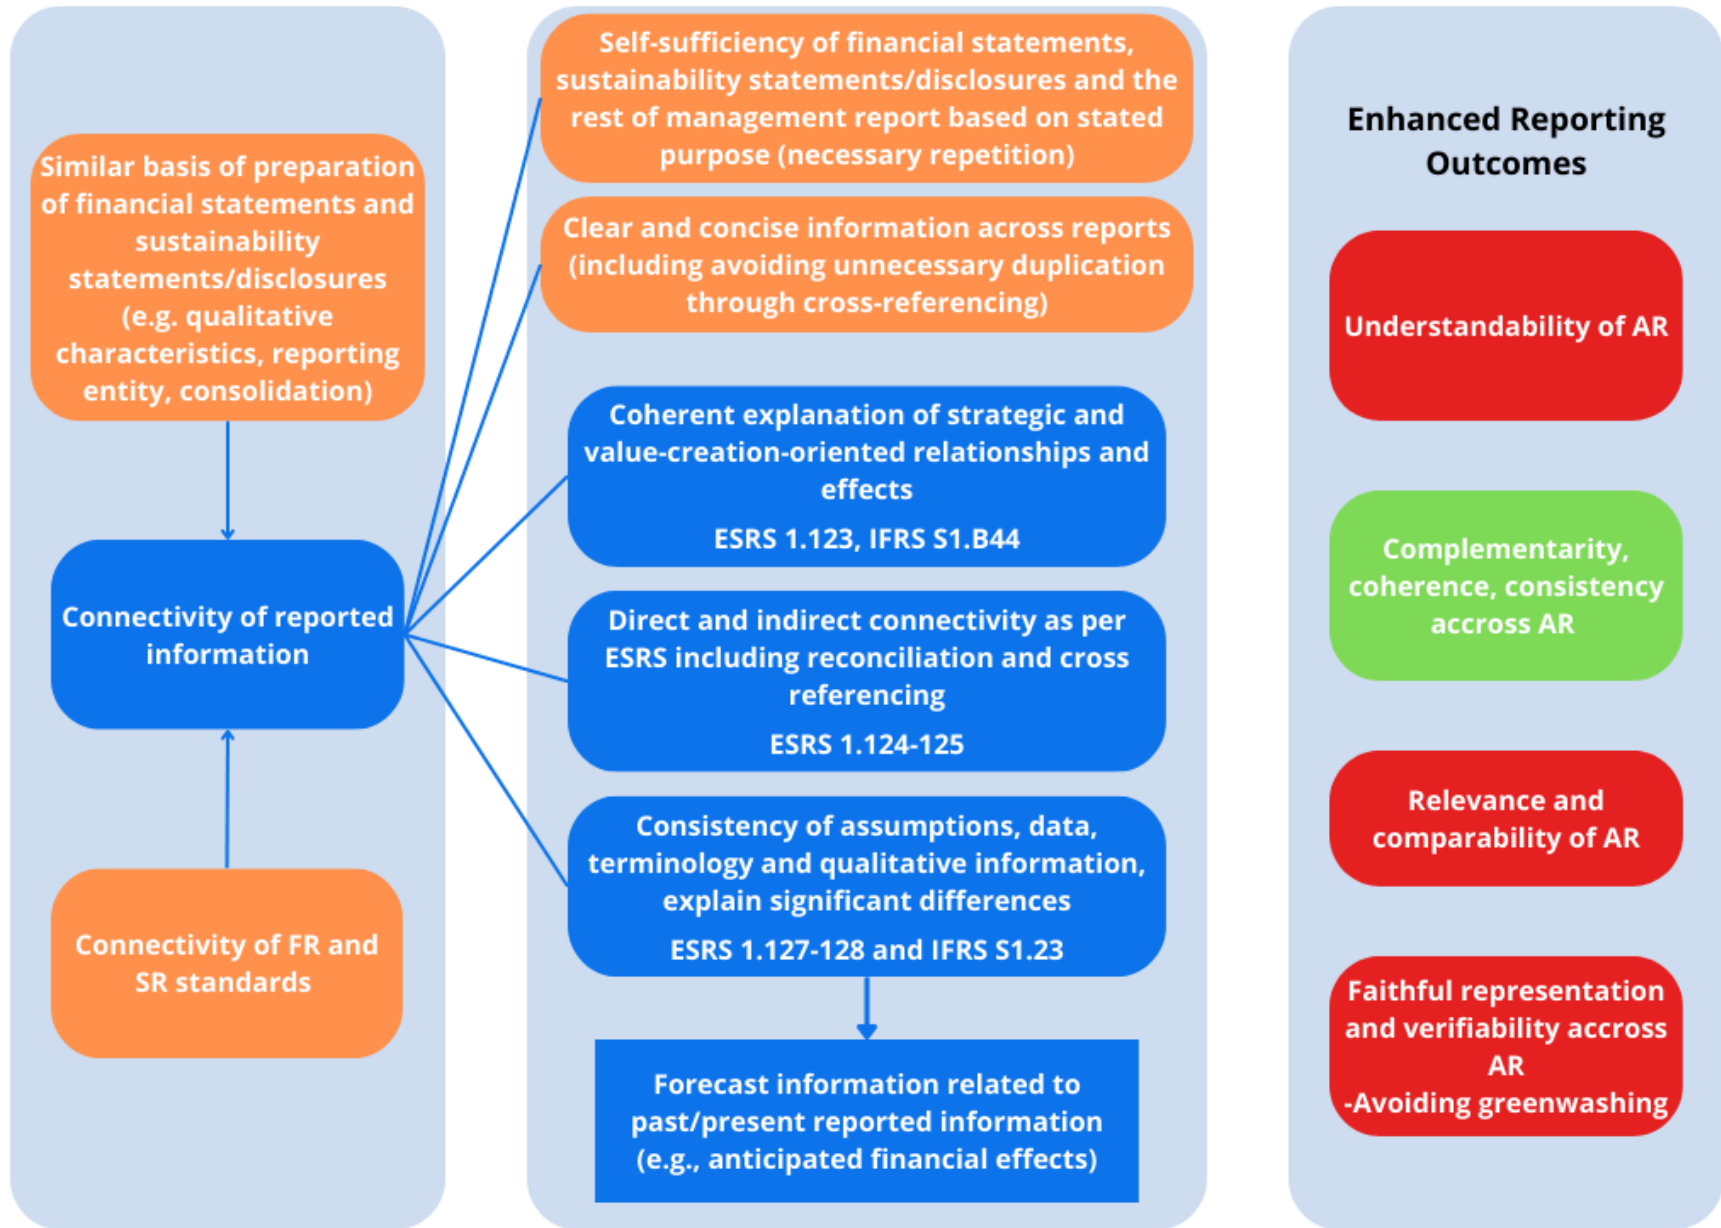 Similar basis of preparation
of financial statements and
sustainability
statements/disclosures
(e.g. qualitative
characteristics, reporting
entity, consolidation)
Connectivity of reported
information
Connectivity of FR and
SR standards
Self-sufficiency of financial statements,
sustainability statements/disclosures and the
rest of management report based on stated
purpose (necessary repetition)
Clear and concise information across reports
(including avoiding unnecessary duplication
through cross-referencing)
Coherent explanation of strategic and
value-creation-oriented relationships and
effects
ESRS 1.123, IFRS S1.B44
Direct and indirect connectivity as per
ESRS including reconciliation and cross
referencing
ESRS 1.124-125
Consistency of assumptions, data,
terminology and qualitative information,
explain significant differences
ESRS 1.127-128 and IFRS S1.23
Forecast information related to
past/present reported information
(e.g., anticipated financial effects)
Enhanced Reporting
Outcomes
Understandability of AR
Complementarity,
coherence, consistency
accross AR
Relevance and
comparability of AR
Faithful representation
and verifiability accross
AR
-Avoiding greenwashing